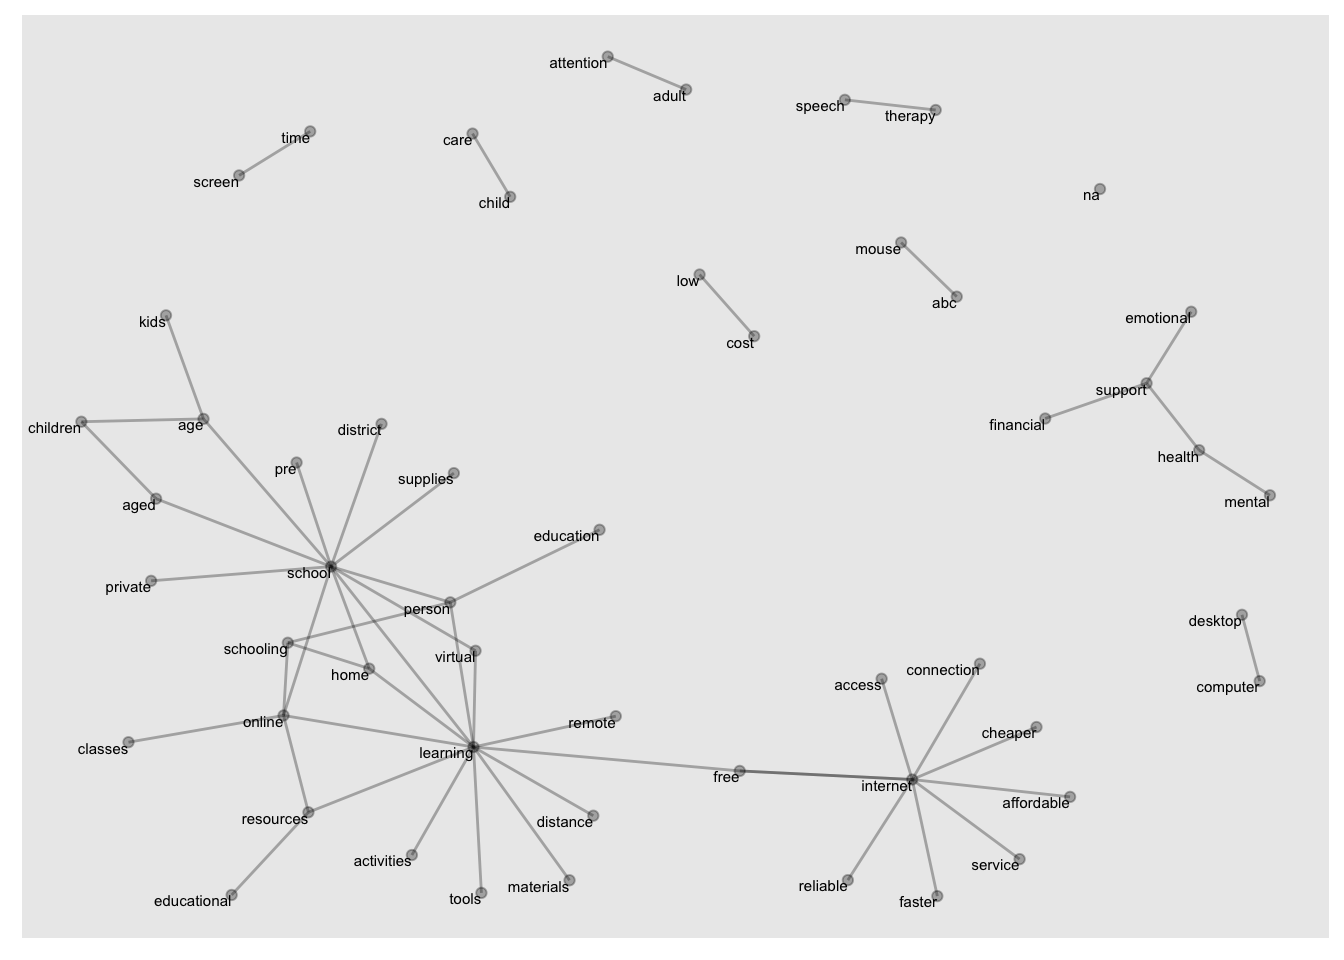 attention
adult
speech
therapy
time
care
screen
child
na
mouse
low
abc
cost
kids
emotional
support
children
age
district
financial
pre
supplies
health
aged
mental
education
school
private
person
desktop
schooling
virtual
home
connection
access
computer
online
remote
classes
learning
cheaper
free
internet
affordable
resources
distance
activities
service
materials
reliable
educational
tools
faster